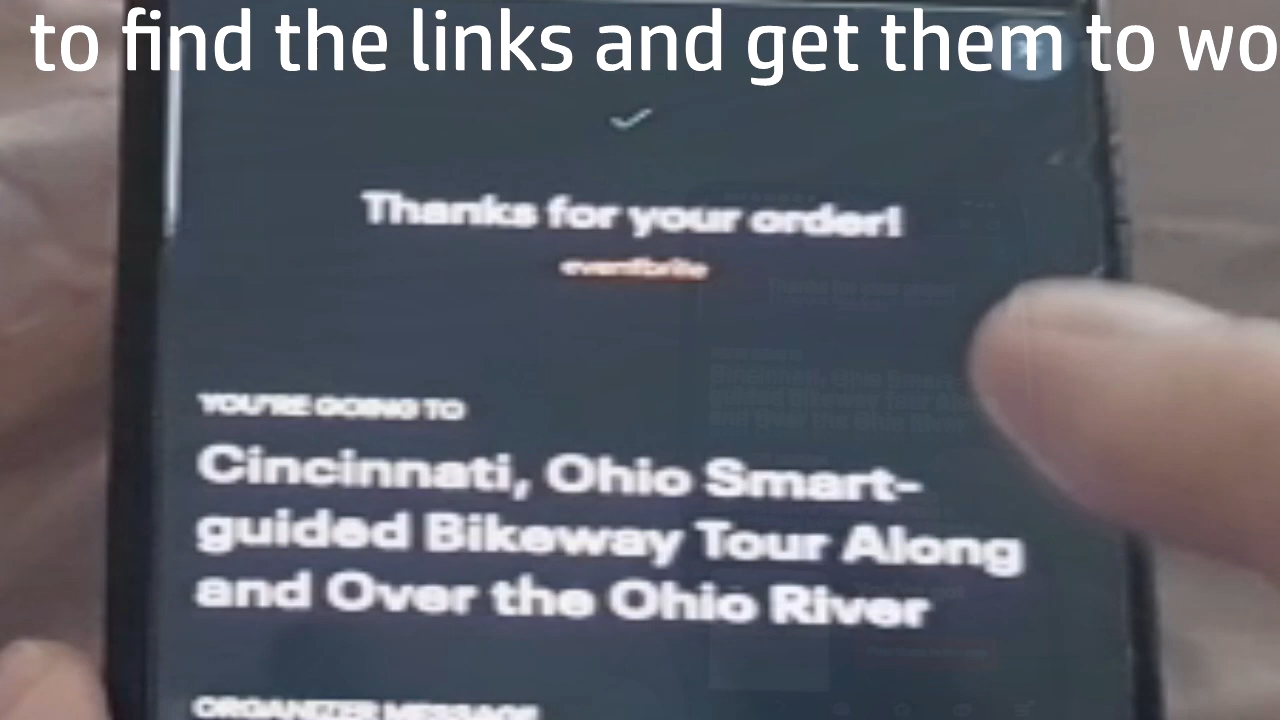 to find the links and get them to wo
Thanks for your order!
eventbrite
YOU'RE GOING TO
Cincinnati, Ohio Smart-
guided Bikeway Tour Along
and Over the Ohio River
ORGANIZER MESSAGE